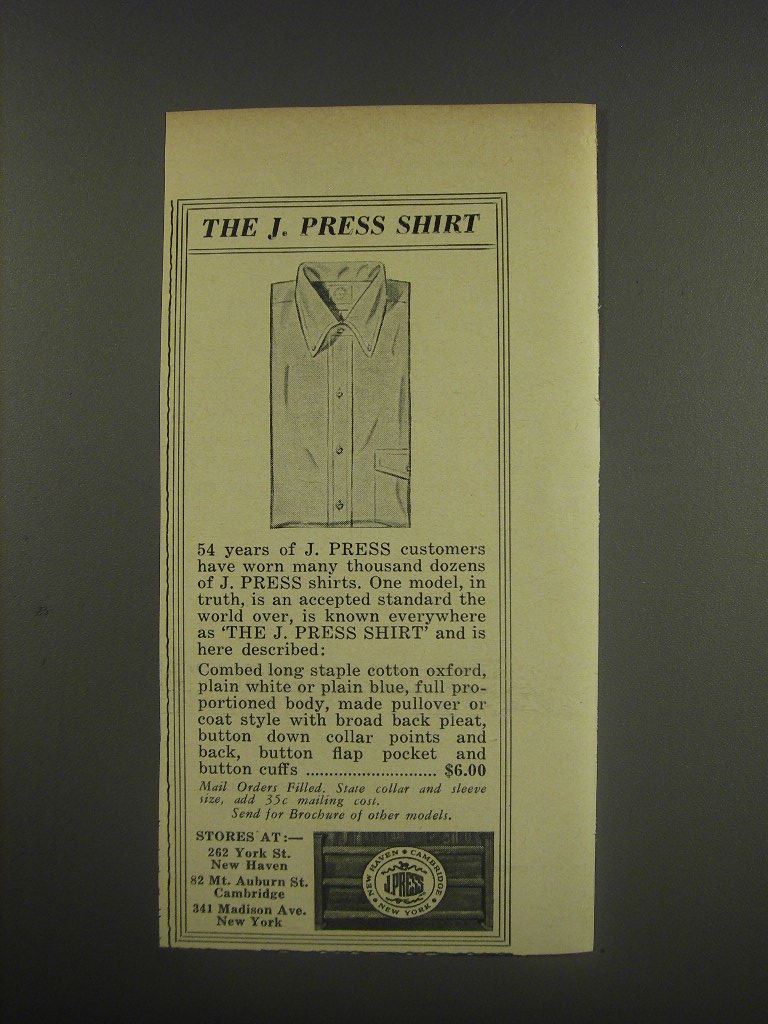 THE J. PRESS SHIRT
54 years of J. PRESS customers
have worn many thousand dozens
of J. PRESS shirts. One model, in
truth, is an accepted standard the
world over, is known everywhere
as 'THE J. PRESS SHIRT' and is
here described:
Combed long staple cotton oxford,
plain white or plain blue, full pro-
portioned body, made pullover or
coat style with broad back pleat,
button down collar points and
back, button flap pocket and
button cuffs ............................ $6.00
Mail Orders Filled. State collar and sleeve
size, add 35c mailing cost.
Send for Brochure of other models.
STORES AT:—
262 York St.
New Haven
82 Mt. Auburn St.
Cambridge
341 Madison Ave.
New York
NEW HAVEN • CAMBRIDGE
J. PRESS
• NEW YORK •